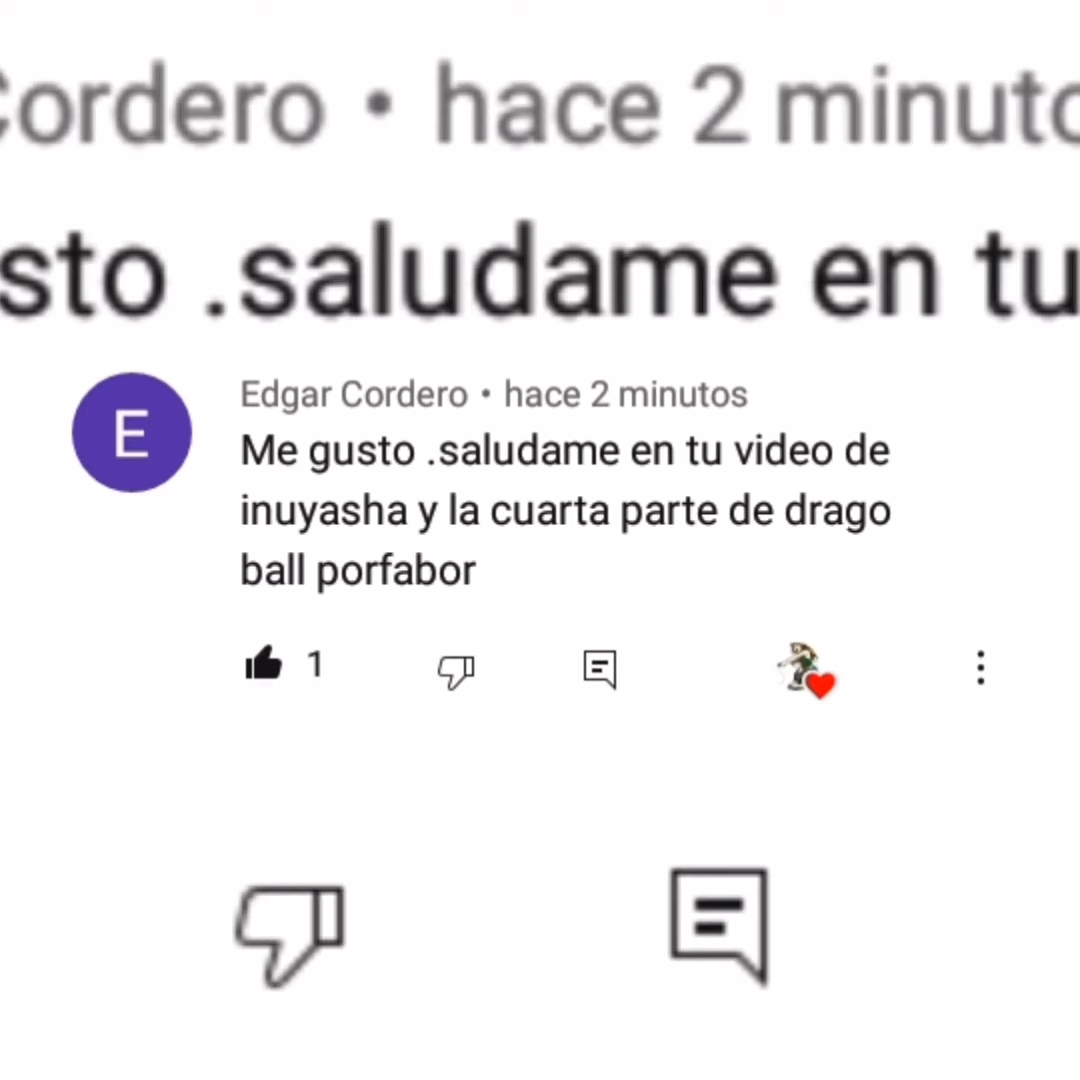 Cordero • hace 2 minuto
sto .saludame en tu
E
Edgar Cordero • hace 2 minutos
Me gusto .saludame en tu video de
inuyasha y la cuarta parte de drago
ball porfabor
1